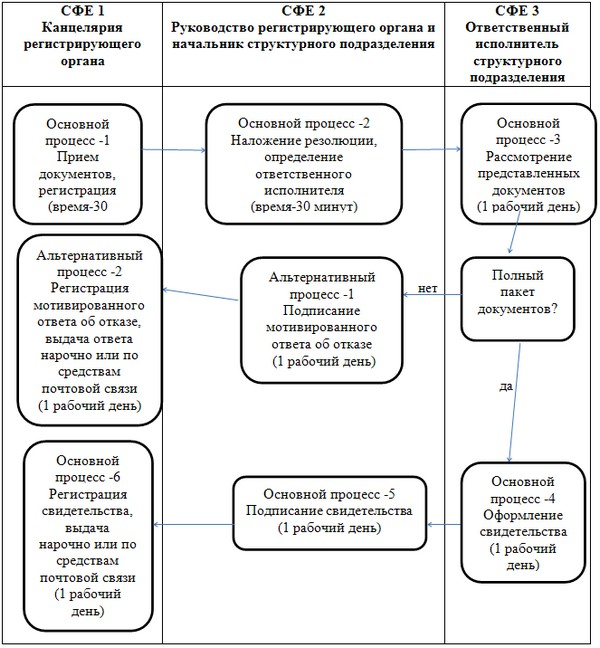 СФЕ 1
Канцелярия
регистрирующего
органа
СФЕ 2
Руководство регистрирующего органа и
начальник структурного подразделения
СФЕ 3
Ответственный
исполнитель
структурного
подразделения
Основной
процесс -1
Прием
документов,
регистрация
(время-30
Основной процесс -2
Наложение резолюции,
определение
ответственного
исполнителя
(время-30 минут)
Основной
процесс -3
Рассмотрение
представленных
документов
(1 рабочий день)
Альтернативный
процесс -2
Регистрация
мотивированного
ответа об отказе,
выдача ответа
нарочно или по
средствам
почтовой связи
(1 рабочий день)
Альтернативный
процесс -1
Подписание
мотивированного
ответа об отказе
(1 рабочий день)
нет
Полный
пакет
документов?
да
Основной
процесс -6
Регистрация
свидетельства,
выдача
нарочно или по
средствам
почтовой связи
(1 рабочий
день)
Основной процесс -5
Подписание свидетельства
(1 рабочий день)
Основной
процесс -4
Оформление
свидетельства
(1 рабочий
день)